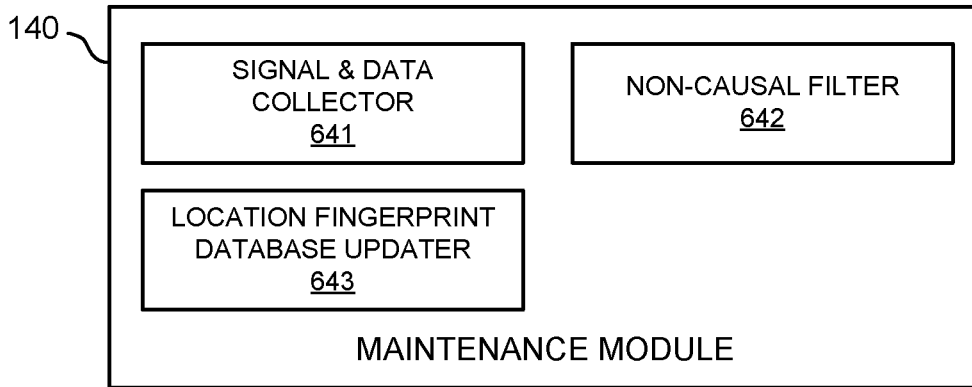 140
SIGNAL & DATA
COLLECTOR
641
NON-CAUSAL FILTER
642
LOCATION FINGERPRINT
DATABASE UPDATER
643
MAINTENANCE MODULE